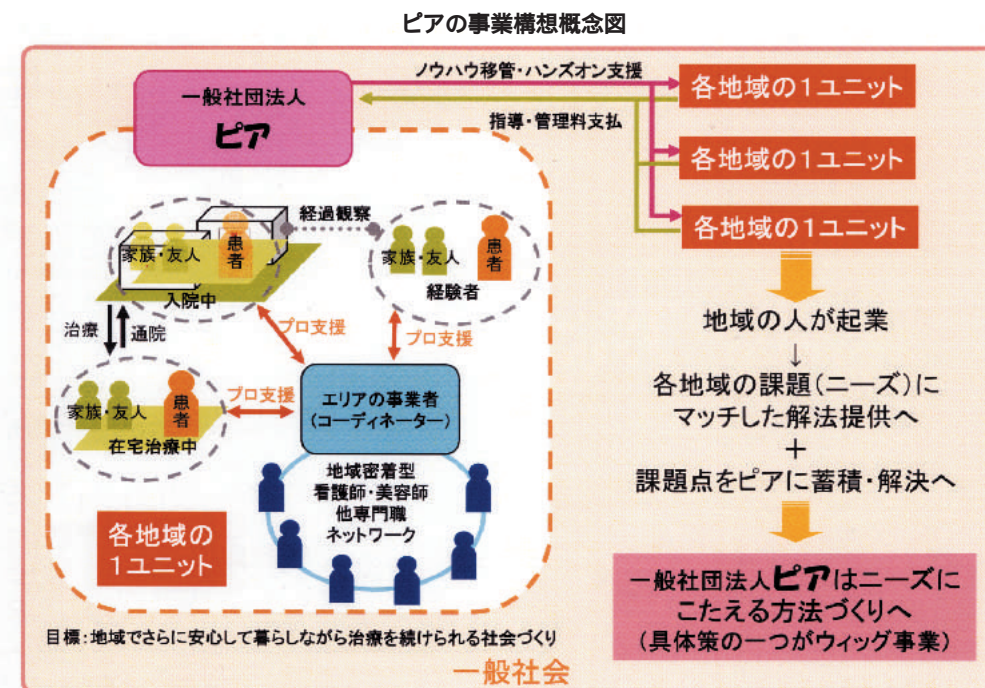 ピアの事業構想概念図
一般社団法人
ピア
ノウハウ移管・ハンズオン支援
指導・管理料支払
各地域の1ユニット
各地域の1ユニット
各地域の1ユニット
経過観察
家族・友人
患者
入院中
家族・友人
患者
経験者
治療
通院
プロ支援
プロ支援
プロ支援
家族・友人
患者
在宅治療中
エリアの事業者
(コーディネーター)
地域密着型
看護師・美容師
他専門職
ネットワーク
各地域の
1ユニット
目標:地域でさらに安心して暮らしながら治療を続けられる社会づくり
一般社会
地域の人が起業
↓
各地域の課題(ニーズ)に
マッチした解法提供へ
+
課題点をピアに蓄積・解決へ
一般社団法人ピアはニーズに
こたえる方法づくりへ
(具体策の一つがウィッグ事業)